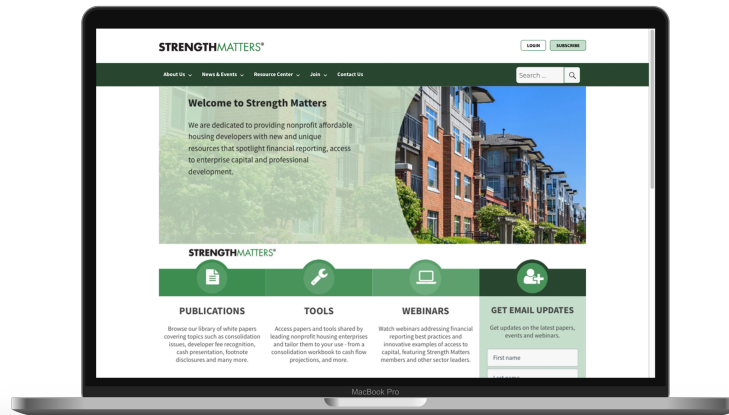 STRENGTHMATTERS®
LOGIN
SUBSCRIBE
About Us
News & Events
Resource Center
Join
Contact Us
Search ...
Welcome to Strength Matters
We are dedicated to providing nonprofit affordable
housing developers with new and unique
resources that spotlight financial reporting, access
to enterprise capital and professional
development.
STRENGTHMATTERS®
PUBLICATIONS
Browse our library of white papers
covering topics such as consolidation
issues, developer fee recognition,
cash presentation, footnote
disclosures and many more.
TOOLS
Access papers and tools shared by
leading nonprofit housing enterprises
and tailor them to your use - from a
consolidation workbook to cash flow
projections, and more.
WEBINARS
Watch webinars addressing financial
reporting best practices and
innovative examples of access to
capital, featuring Strength Matters
members and other sector leaders.
GET EMAIL UPDATES
Get updates on the latest papers,
events and webinars.
First name
MacBook Pro